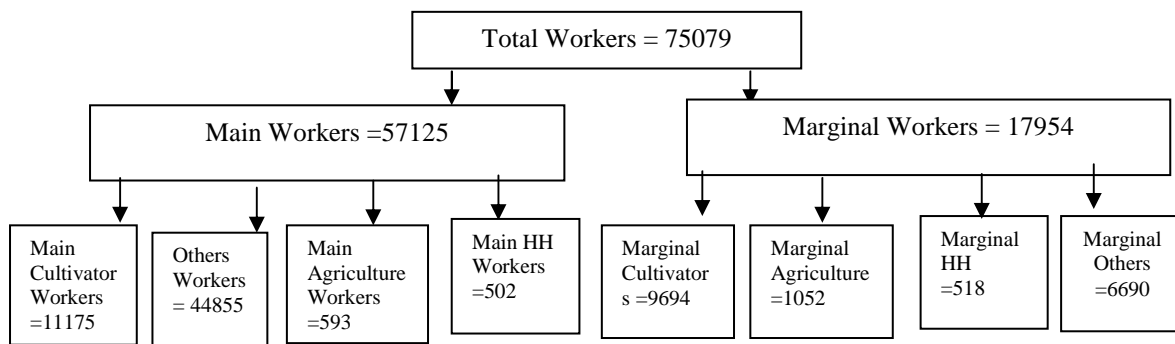 Total Workers = 75079
Main Workers =57125
Marginal Workers = 17954
Main
Cultivator
Workers
=11175
Others
Workers
= 44855
Main
Agriculture
Workers
=593
Main HH
Workers
=502
Marginal
Cultivator
s =9694
Marginal
Agriculture
=1052
Marginal
HH
=518
Marginal
Others
=6690